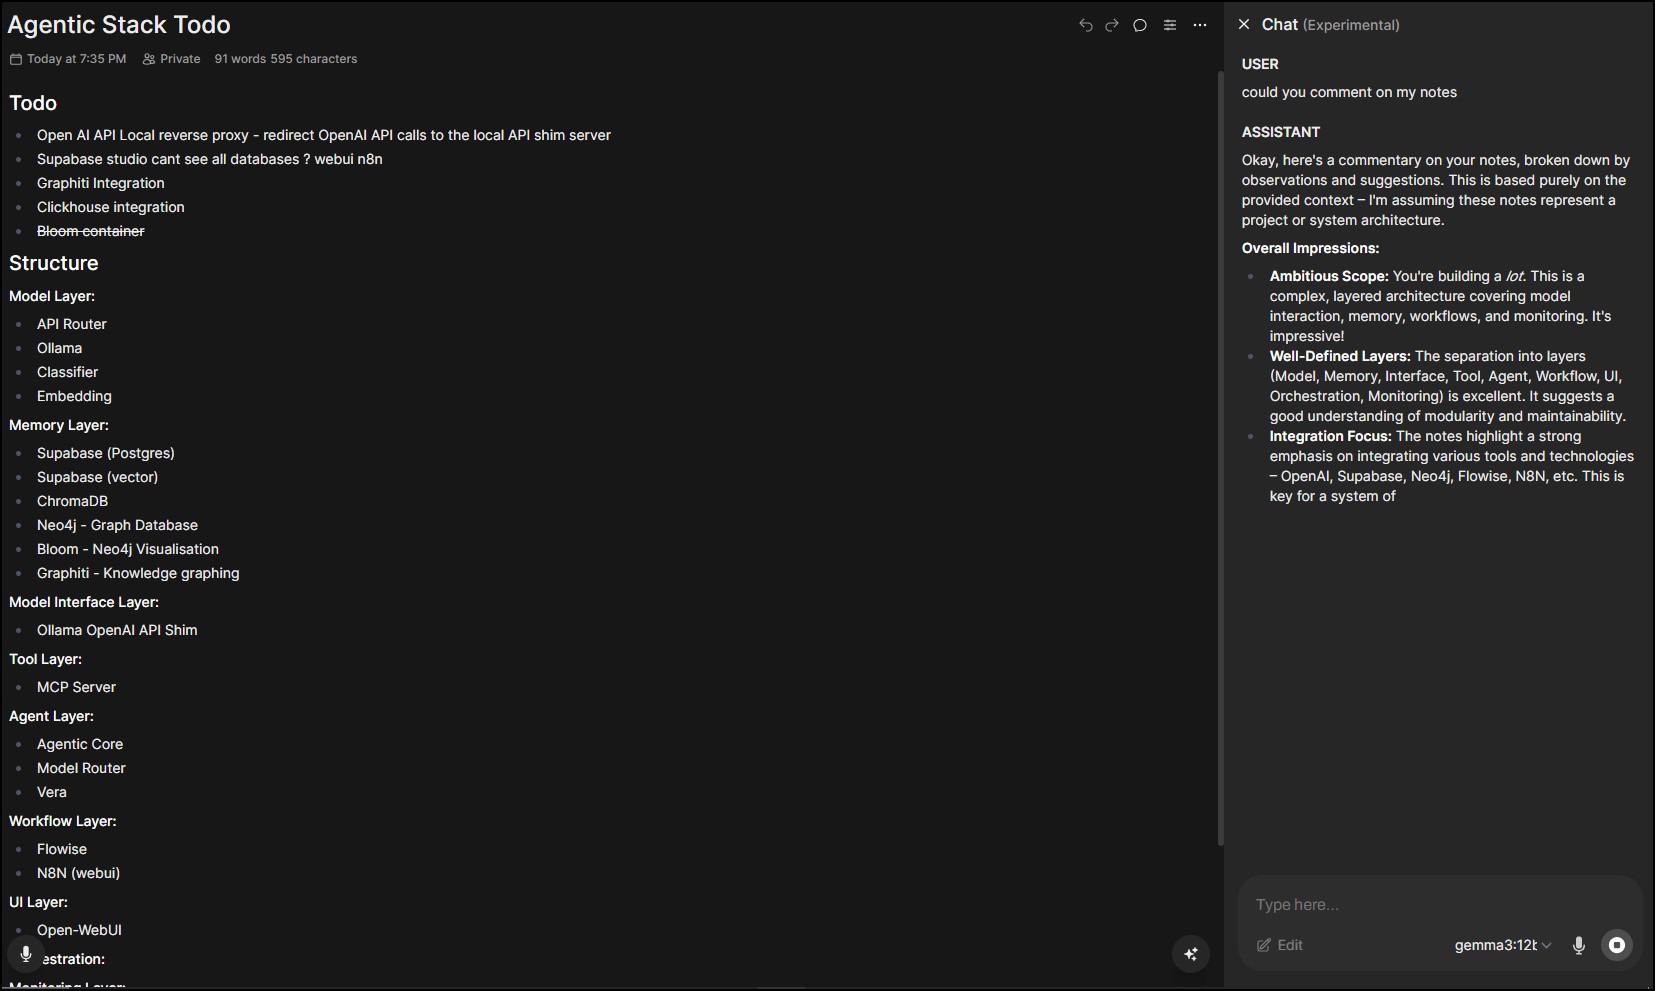 Agentic Stack Todo
Today at 7:35 PM Private 91 words 595 characters
Todo
Open AI API Local reverse proxy - redirect OpenAI API calls to the local API shim server
Supabase studio cant see all databases ? webui n8n
Graphiti Integration
Clickhouse integration
Bloom container
Structure
Model Layer:
API Router
Ollama
Classifier
Embedding
Memory Layer:
Supabase (Postgres)
Supabase (vector)
ChromaDB
Neo4j - Graph Database
Bloom - Neo4j Visualisation
Graphiti - Knowledge graphing
Model Interface Layer:
Ollama OpenAI API Shim
Tool Layer:
MCP Server
Agent Layer:
Agentic Core
Model Router
Vera
Workflow Layer:
Flowise
N8N (webui)
UI Layer:
Open-WebUI
estration:
Monitoring Layer:
Chat (Experimental)
USER
could you comment on my notes
ASSISTANT
Okay, here's a commentary on your notes, broken down by
observations and suggestions. This is based purely on the
provided context – I'm assuming these notes represent a
project or system architecture.
Overall Impressions:
Ambitious Scope: You're building a lot. This is a
complex, layered architecture covering model
interaction, memory, workflows, and monitoring. It's
impressive!
Well-Defined Layers: The separation into layers
(Model, Memory, Interface, Tool, Agent, Workflow, UI,
Orchestration, Monitoring) is excellent. It suggests a
good understanding of modularity and maintainability.
Integration Focus: The notes highlight a strong
emphasis on integrating various tools and technologies
– OpenAI, Supabase, Neo4j, Flowise, N8N, etc. This is
key for a system of
Type here...
Edit gemma3:12b